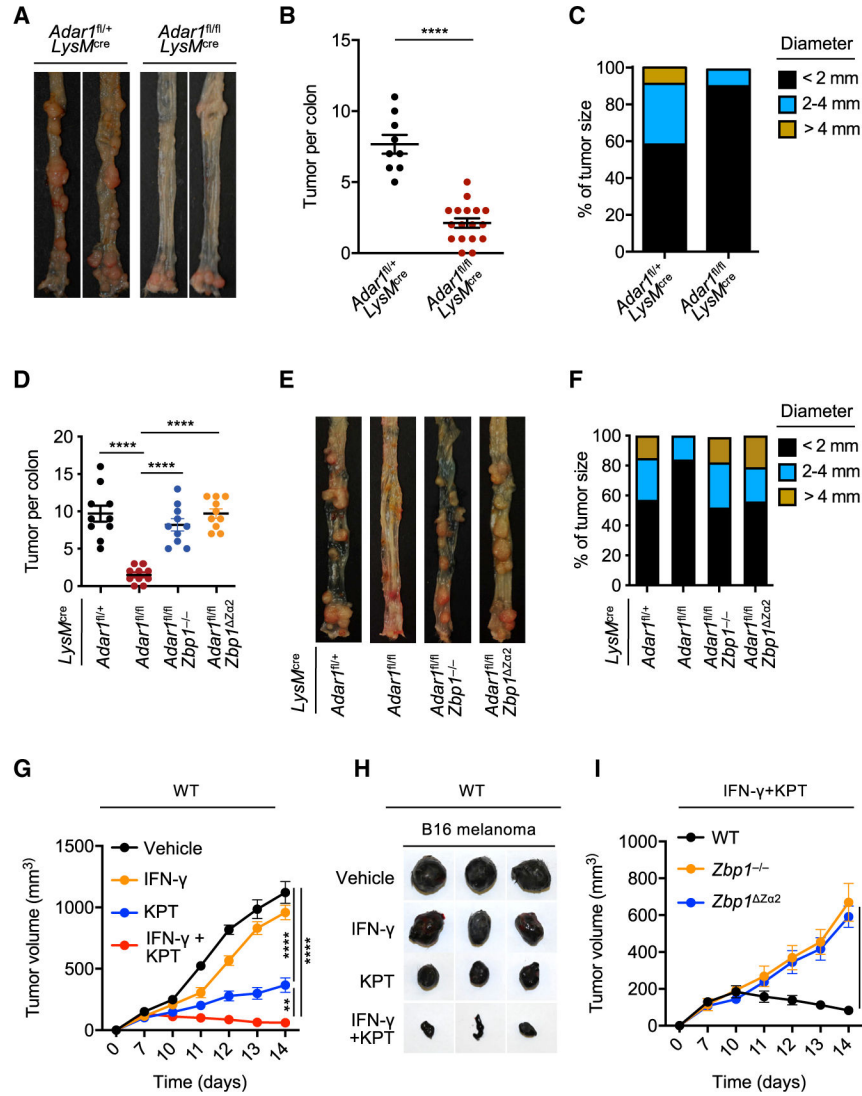 A
Adar1fl/+
LysMcre
Adar1fl/fl
LysMcre
B
****
15
10
5
0
Tumor per colon
Adar1fl/+
LysMcre
Adar1fl/fl
LysMcre
C
Diameter
< 2 mm
2-4 mm
> 4 mm
100
80
60
40
20
0
% of tumor size
Adar1fl/+
LysMcre
Adar1fl/fl
LysMcre
D
****
****
****
20
15
10
5
0
Tumor per colon
LysMcre
Adar1fl/+
Adar1fl/fl
Adar1fl/fl
Zbp1–/–
Adar1fl/fl
Zbp1ΔZα2
E
LysMcre
Adar1fl/+
Adar1fl/fl
Adar1fl/fl
Zbp1–/–
Adar1fl/fl
Zbp1ΔZα2
F
Diameter
< 2 mm
2-4 mm
> 4 mm
100
80
60
40
20
0
% of tumor size
LysMcre
Adar1fl/+
Adar1fl/fl
Adar1fl/fl
Zbp1–/–
Adar1fl/fl
Zbp1ΔZα2
G
WT
Vehicle
IFN-γ
KPT
IFN-γ +
KPT
1500
1000
500
0
Tumor volume (mm3)
****
**
****
0 7 10 11 12 13 14
Time (days)
H
WT
B16 melanoma
Vehicle
IFN-γ
KPT
IFN-γ
+KPT
I
IFN-γ+KPT
WT
Zbp1–/–
Zbp1ΔZα2
1000
800
600
400
200
0
Tumor volume (mm3)
0 7 10 11 12 13 14
Time (days)